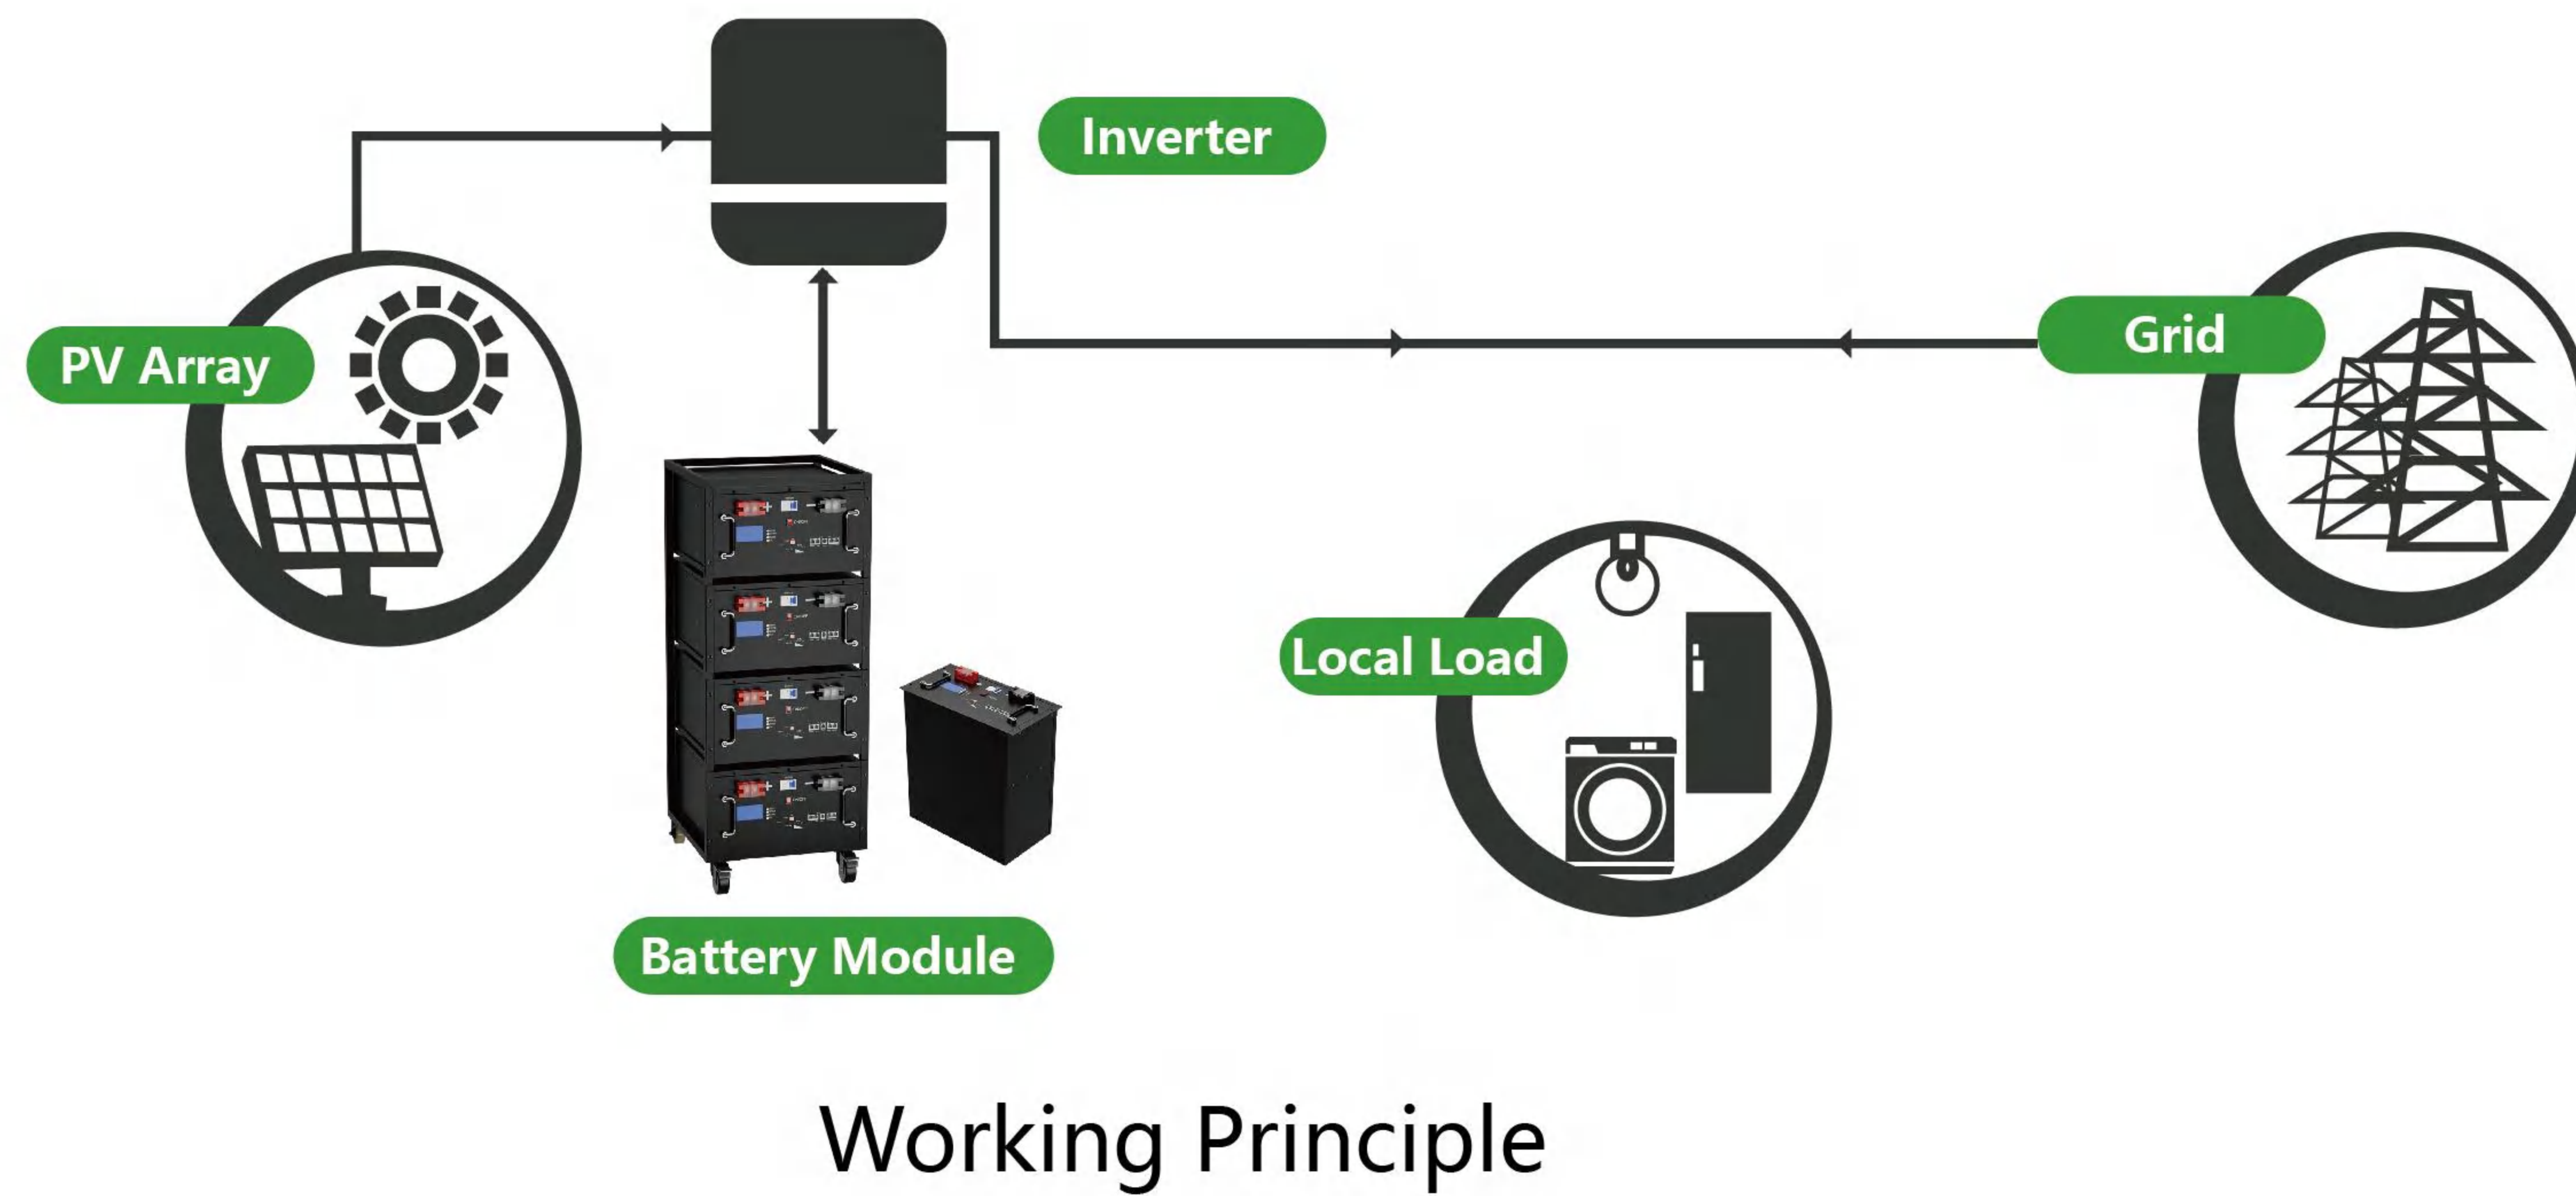 Inverter
Grid
PV Array
Local Load
Battery Module
Working Principle